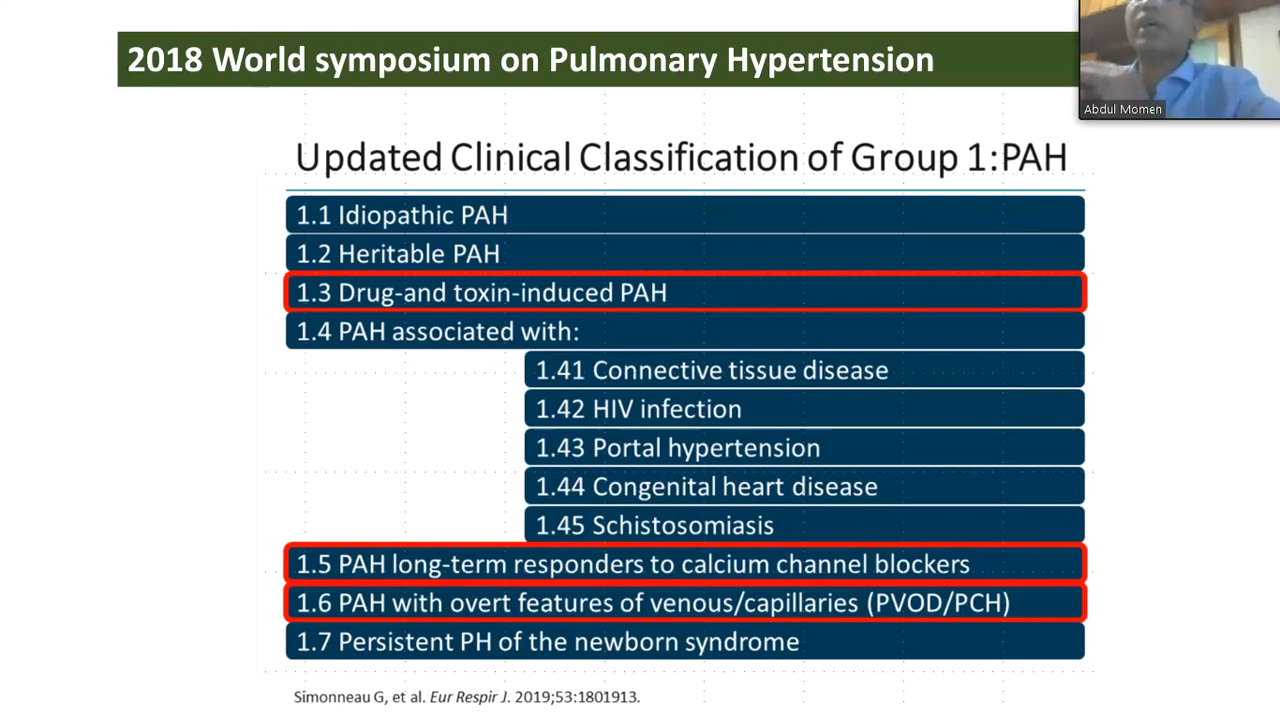 2018 World symposium on Pulmonary Hypertension
Abdul Momen
Updated Clinical Classification of Group 1:PAH
1.1 Idiopathic PAH
1.2 Heritable PAH
1.3 Drug-and toxin-induced PAH
1.4 PAH associated with:
1.41 Connective tissue disease
1.42 HIV infection
1.43 Portal hypertension
1.44 Congenital heart disease
1.45 Schistosomiasis
1.5 PAH long-term responders to calcium channel blockers
1.6 PAH with overt features of venous/capillaries (PVOD/PCH)
1.7 Persistent PH of the newborn syndrome
Simonneau G, et al. Eur Respir J. 2019;53:1801913.